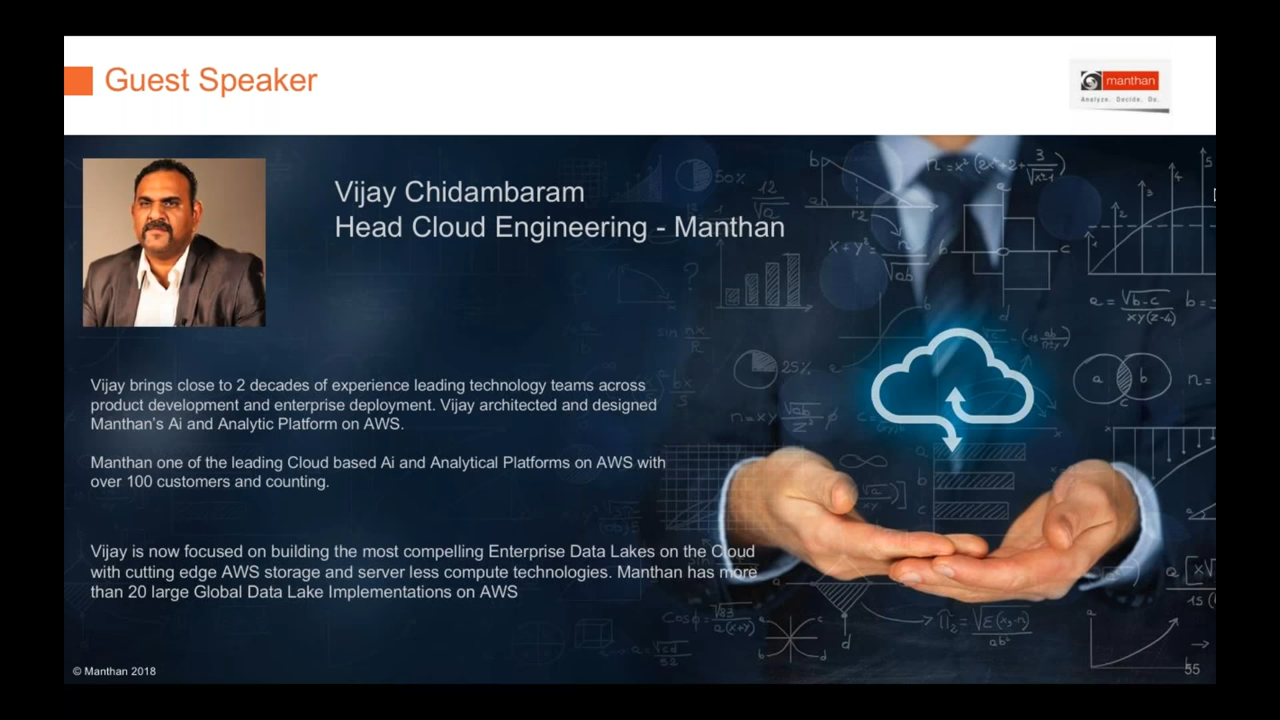 Guest Speaker
manthan
Analyze. Decide. Do.
Vijay Chidambaram
Head Cloud Engineering - Manthan
Vijay brings close to 2 decades of experience leading technology teams across
product development and enterprise deployment. Vijay architected and designed
Manthan's Ai and Analytic Platform on AWS.
Manthan one of the leading Cloud based Ai and Analytical Platforms on AWS with
over 100 customers and counting.
Vijay is now focused on building the most compelling Enterprise Data Lakes on the Cloud
with cutting edge AWS storage and server less compute technologies. Manthan has more
than 20 large Global Data Lake Implementations on AWS
50%
25%
© Manthan 2018
55